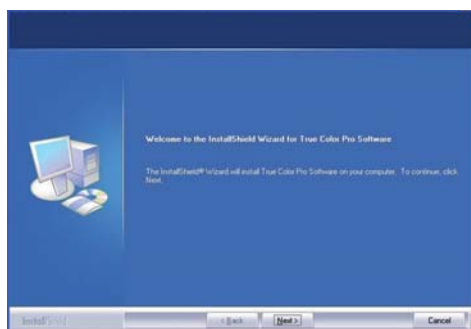 Welcome to the InstallShield Wizard for True Color Pro Software
The InstallShield® Wizard will install True Color Pro Software on your computer. To continue, click
Next.
InstallShield
< Back
Next >
Cancel